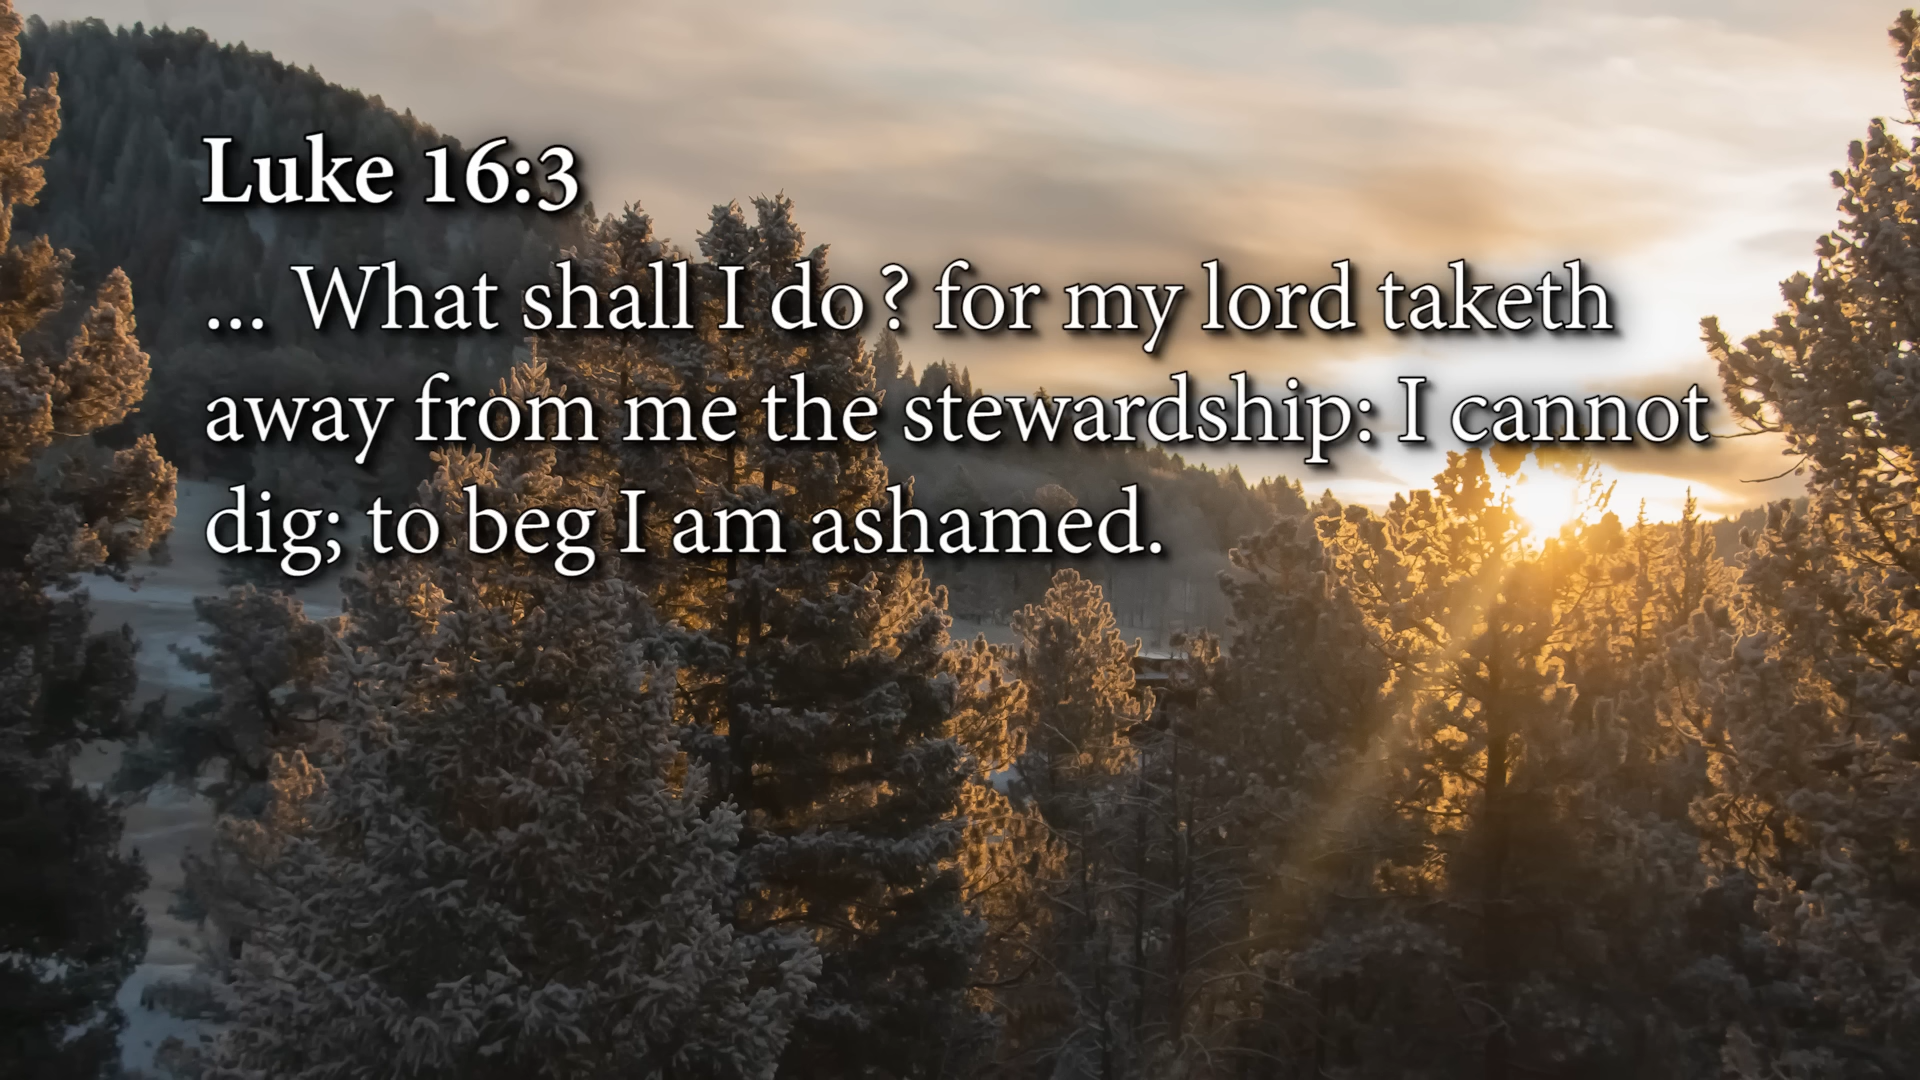 Luke 16:3
... What shall I do? for my lord taketh
away from me the stewardship: I cannot
dig; to beg I am ashamed.